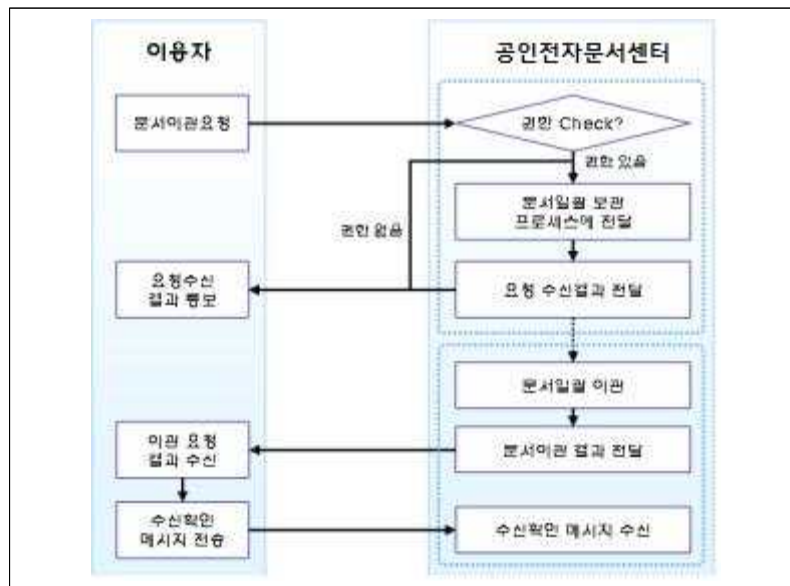 이용자
공인전자문서센터
문서이관요청
권한 Check?
권한 있음
문서일괄 보관
프로세스에 전달
권한 없음
요청수신
결과 통보
요청 수신결과 전달
문서일괄 이관
이관 요청
결과 수신
문서이관 결과 전달
수신확인
메시지 전송
수신확인 메시지 수신